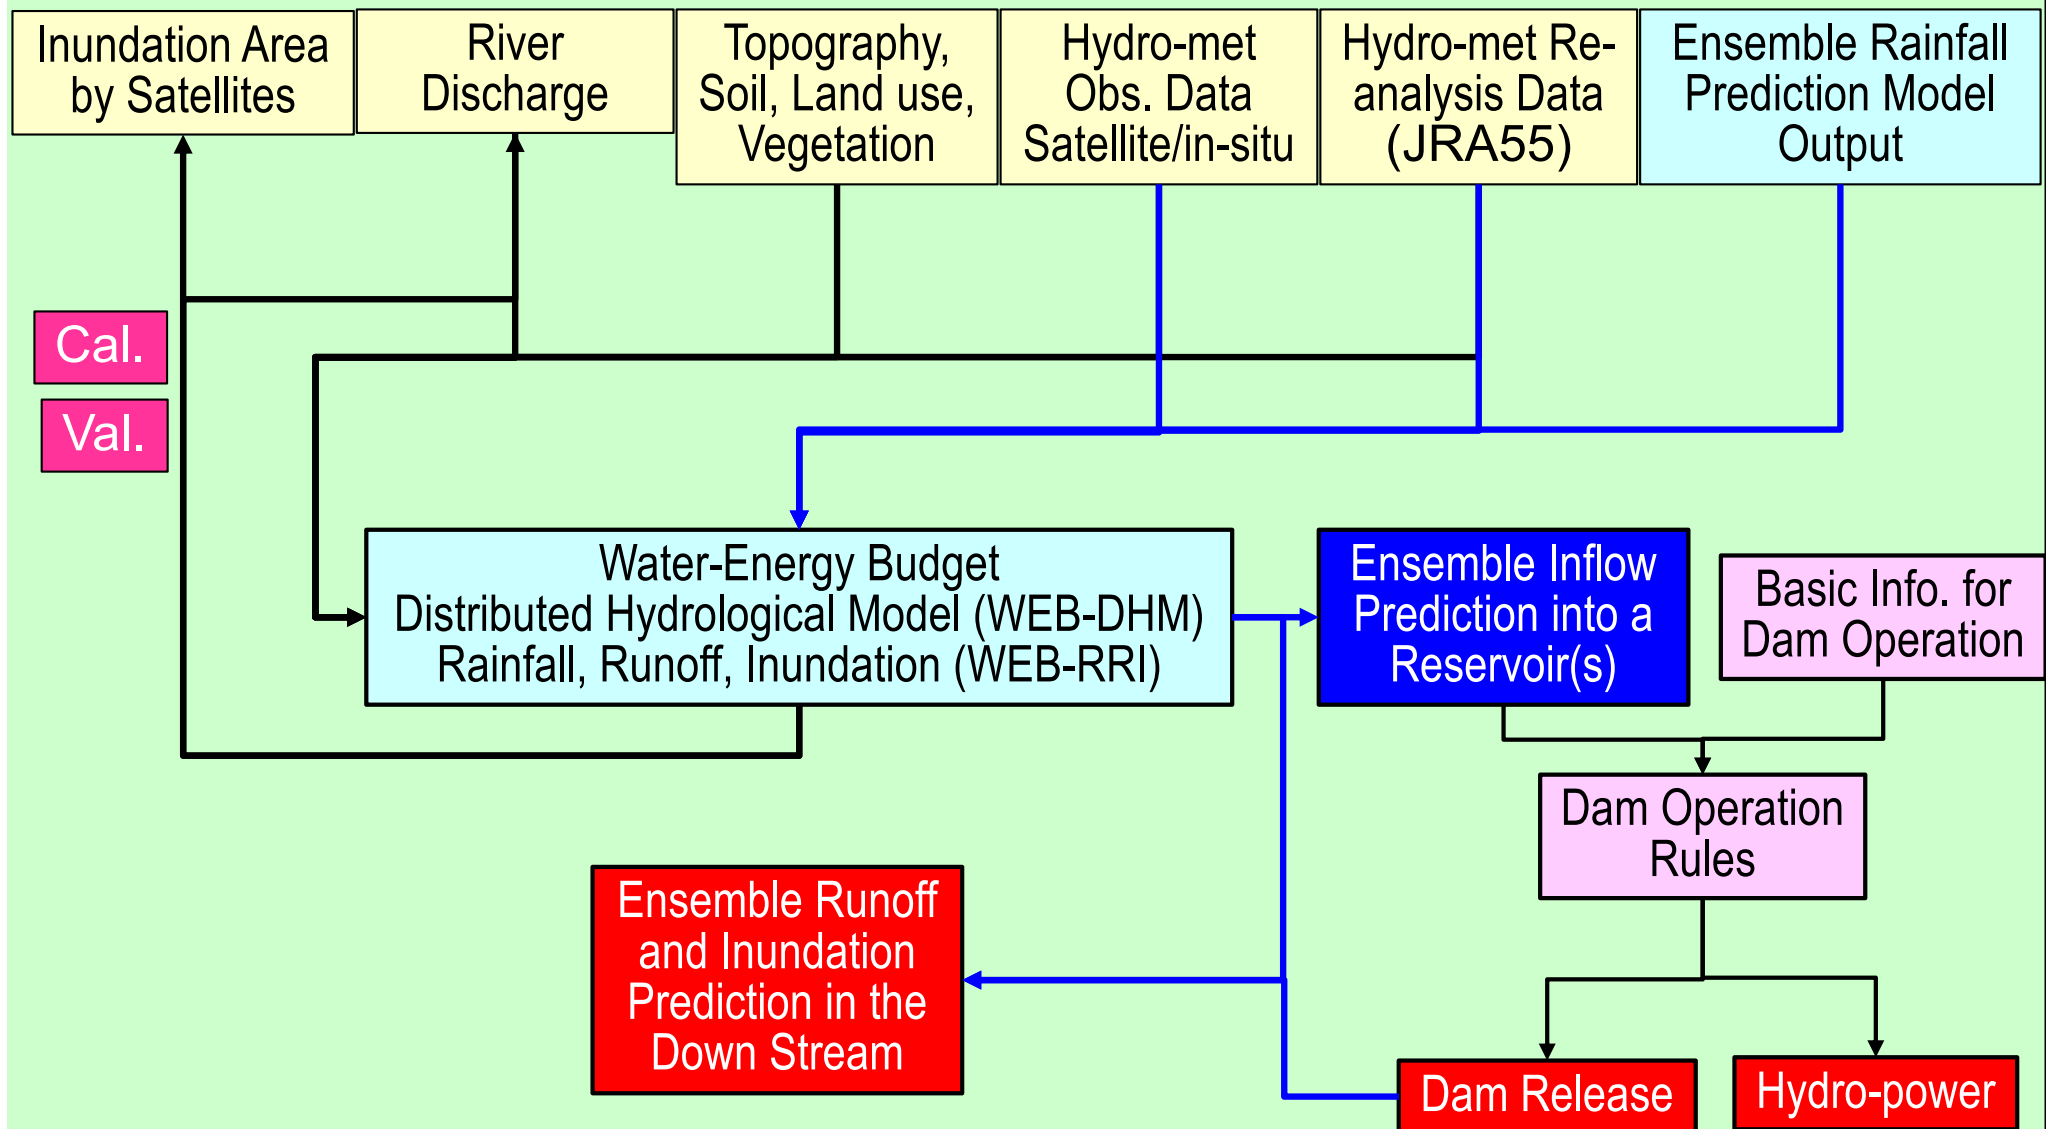 Inundation Area
by Satellites
River
Discharge
Topography,
Soil, Land use,
Vegetation
Hydro-met
Obs. Data
Satellite/in-situ
Hydro-met Re-
analysis Data
(JRA55)
Ensemble Rainfall
Prediction Model
Output
Cal.
Val.
Water-Energy Budget
Distributed Hydrological Model (WEB-DHM)
Rainfall, Runoff, Inundation (WEB-RRI)
Ensemble Inflow
Prediction into a
Reservoir(s)
Basic Info. for
Dam Operation
Dam Operation
Rules
Ensemble Runoff
and Inundation
Prediction in the
Down Stream
Dam Release
Hydro-power